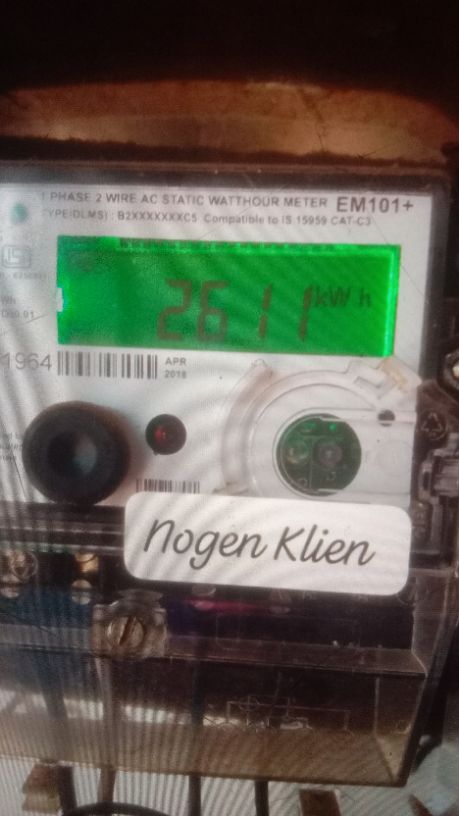 1 PHASE 2 WIRE AC STATIC WATTHOUR METER EM101+
TYPE(DLMS) : B2XXXXXXXC5 Compatible to IS 15959 CAT-C3
2611 kW h
1964
APR
2018
Nogen Klien